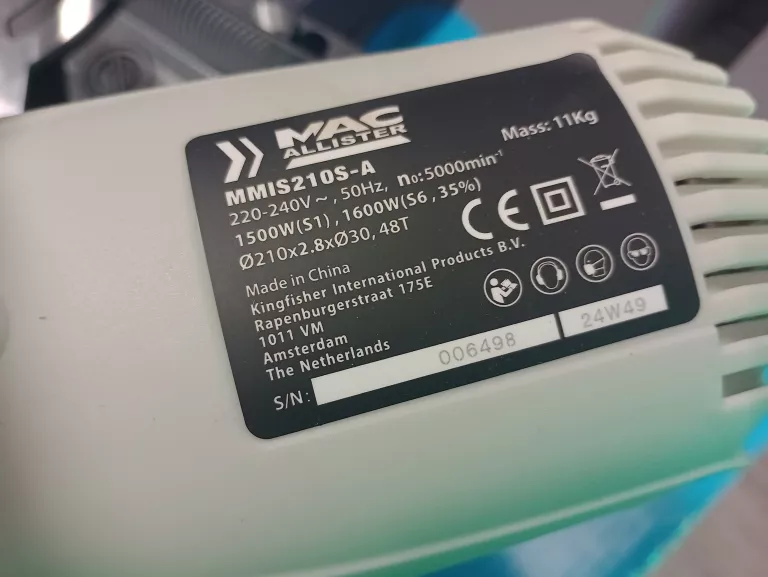 MAC
ALLISTER
Mass: 11Kg
MMIS210S-A
220-240V ~ , 50Hz, n₀: 5000min⁻¹
1500W(S1) , 1600W(S6 , 35%)
Ø210x2.8xØ30, 48T
CE
Made in China
Kingfisher International Products B.V.
Rapenburgerstraat 175E
1011 VM
Amsterdam
The Netherlands
S/N: 006498 24W49